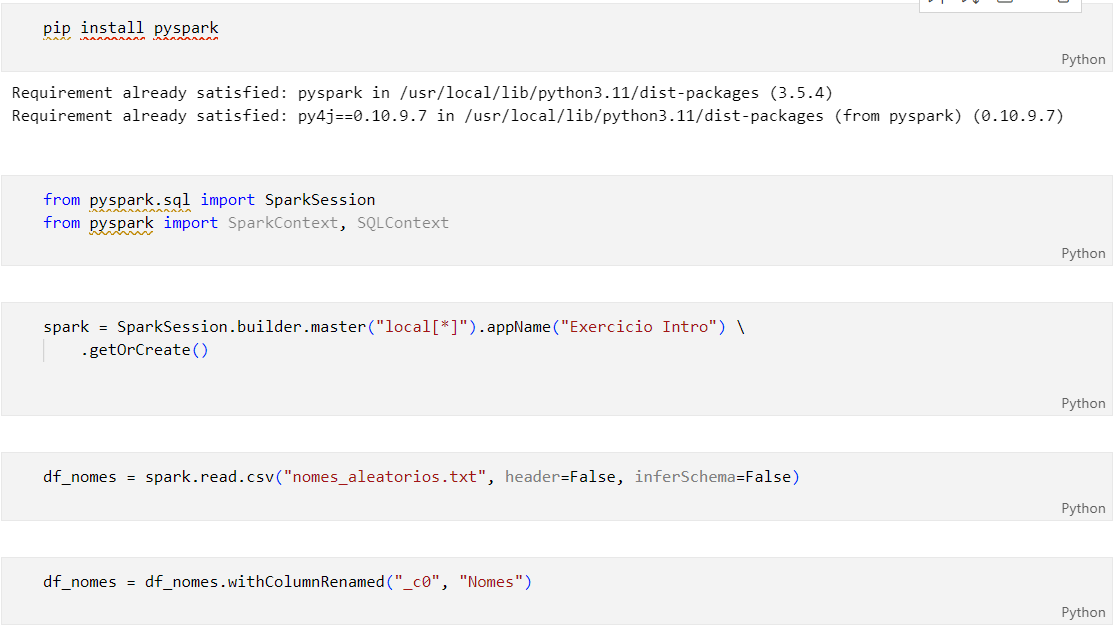 pip install pyspark
Python
Requirement already satisfied: pyspark in /usr/local/lib/python3.11/dist-packages (3.5.4)
Requirement already satisfied: py4j==0.10.9.7 in /usr/local/lib/python3.11/dist-packages (from pyspark) (0.10.9.7)
from pyspark.sql import SparkSession
from pyspark import SparkContext, SQLContext
Python
spark = SparkSession.builder.master("local[*]").appName("Exercicio Intro") \
    .getOrCreate()
Python
df_nomes = spark.read.csv("nomes_aleatorios.txt", header=False, inferSchema=False)
Python
df_nomes = df_nomes.withColumnRenamed("_c0", "Nomes")
Python